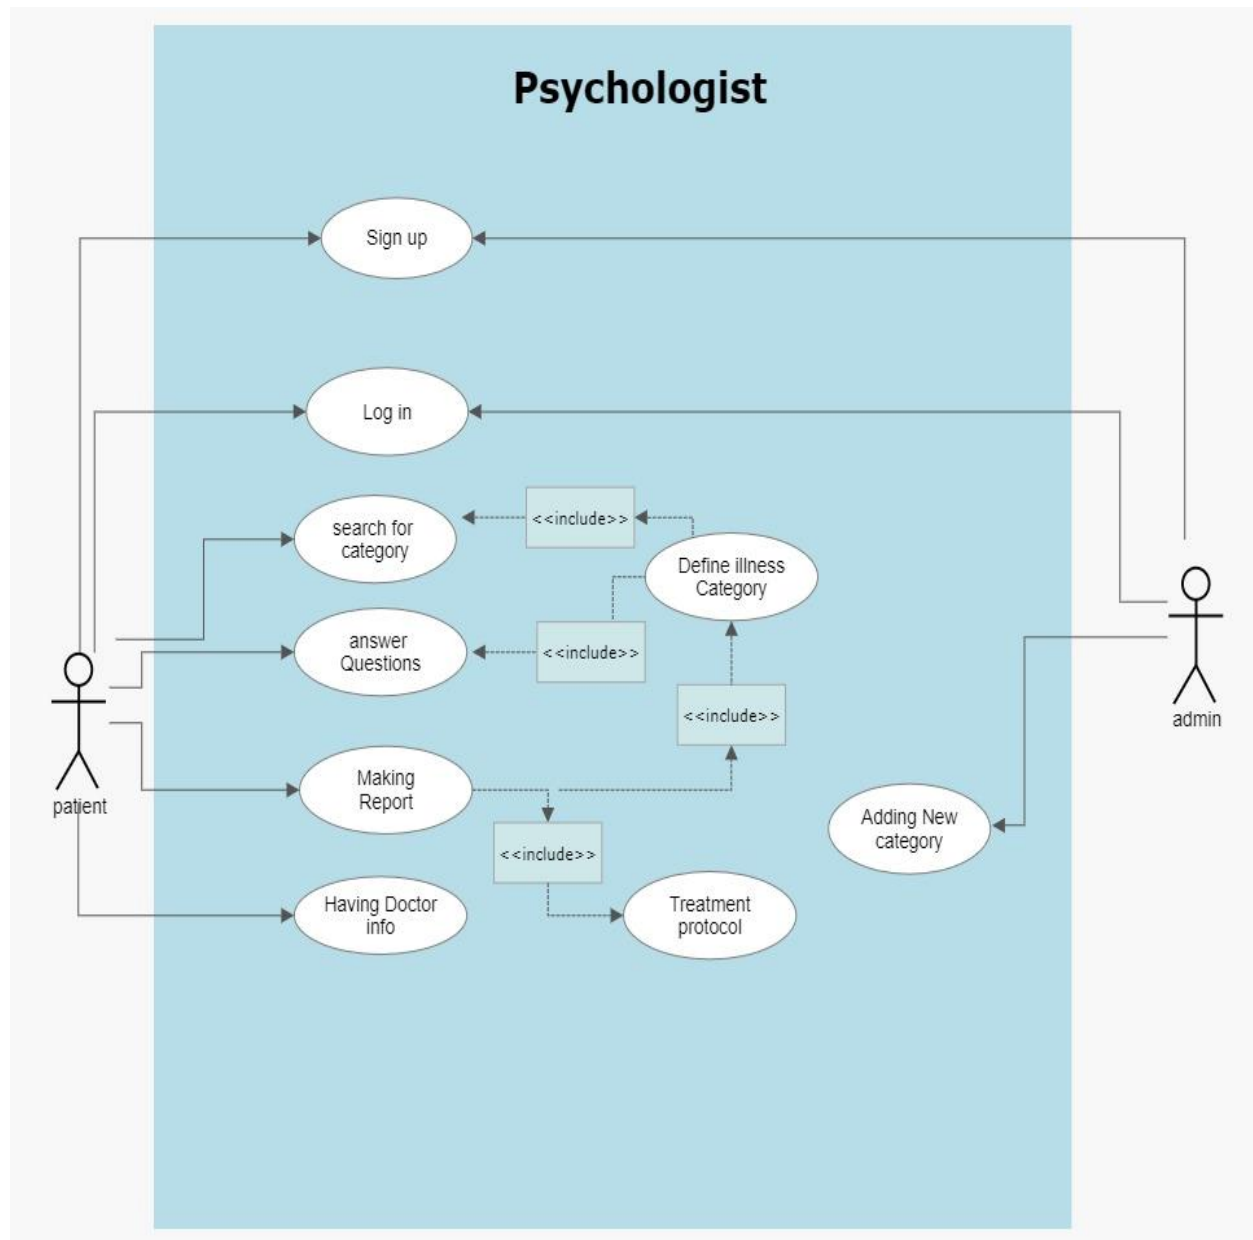 Psychologist
Sign up
Log in
search for
category
<<include>>
Define illness
Category
answer
Questions
<<include>>
<<include>>
Making
Report
<<include>>
Having Doctor
info
Treatment
protocol
Adding New
category
patient
admin